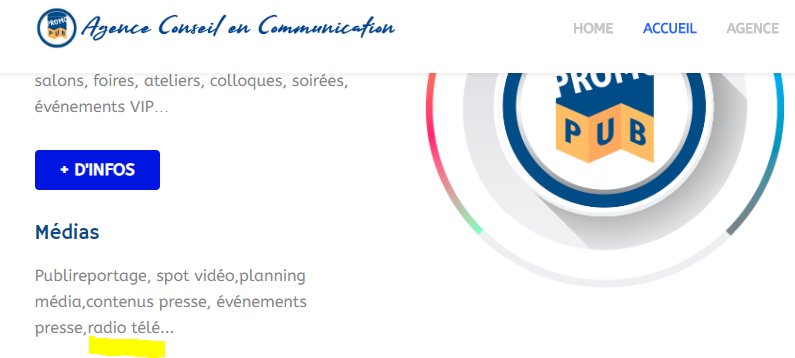 PROMO
PUB
Agence Conseil en Communication
HOME ACCUEIL AGENCE
salons, foires, ateliers, colloques, soirées,
événements VIP...
+ D'INFOS
Médias
Publireportage, spot vidéo,planning
média,contenus presse, événements
presse,radio télé...
PROMO
PUB